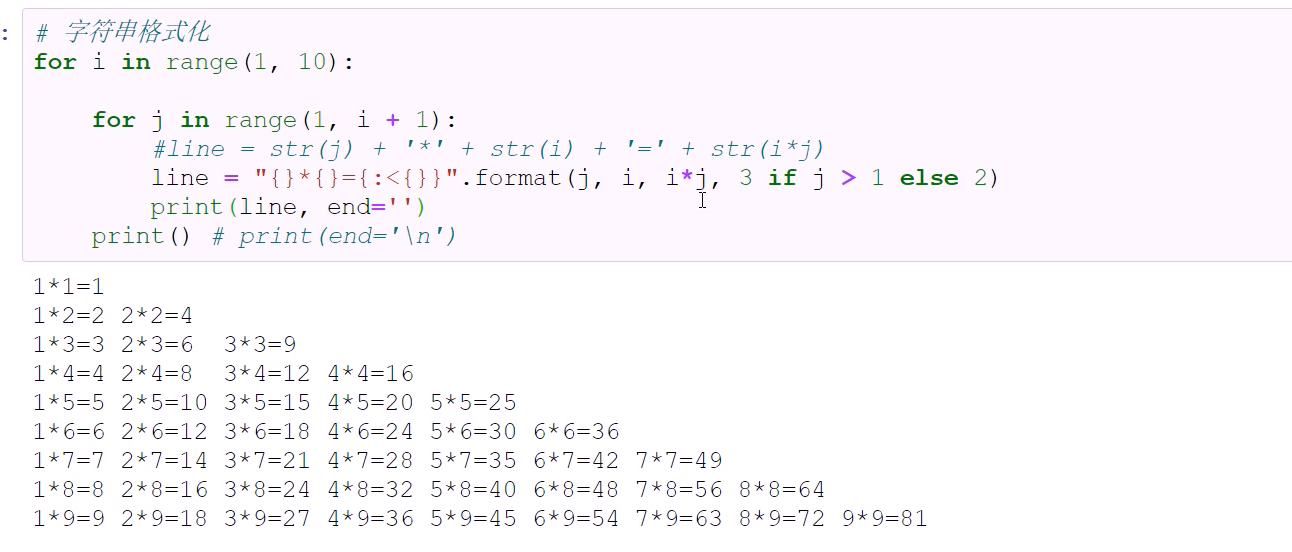 :
# 字符串格式化
for i in range(1, 10):
    for j in range(1, i + 1):
        #line = str(j) + '*' + str(i) + '=' + str(i*j)
        line = "{}*{}={:<{}}".format(j, i, i*j, 3 if j > 1 else 2)
        print(line, end='')
    print() # print(end='\n')
1*1=1
1*2=2 2*2=4
1*3=3 2*3=6  3*3=9
1*4=4 2*4=8  3*4=12 4*4=16
1*5=5 2*5=10 3*5=15 4*5=20 5*5=25
1*6=6 2*6=12 3*6=18 4*6=24 5*6=30 6*6=36
1*7=7 2*7=14 3*7=21 4*7=28 5*7=35 6*7=42 7*7=49
1*8=8 2*8=16 3*8=24 4*8=32 5*8=40 6*8=48 7*8=56 8*8=64
1*9=9 2*9=18 3*9=27 4*9=36 5*9=45 6*9=54 7*9=63 8*9=72 9*9=81